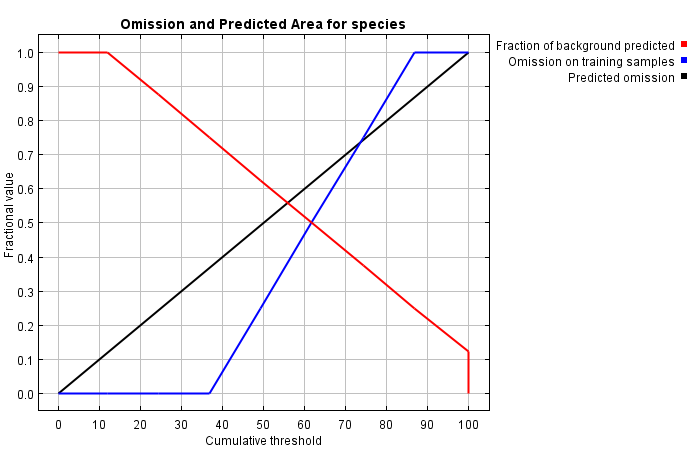 Omission and Predicted Area for species
Fraction of background predicted
Omission on training samples
Predicted omission
Fractional value
1.0
0.9
0.8
0.7
0.6
0.5
0.4
0.3
0.2
0.1
0.0
0 10 20 30 40 50 60 70 80 90 100
Cumulative threshold